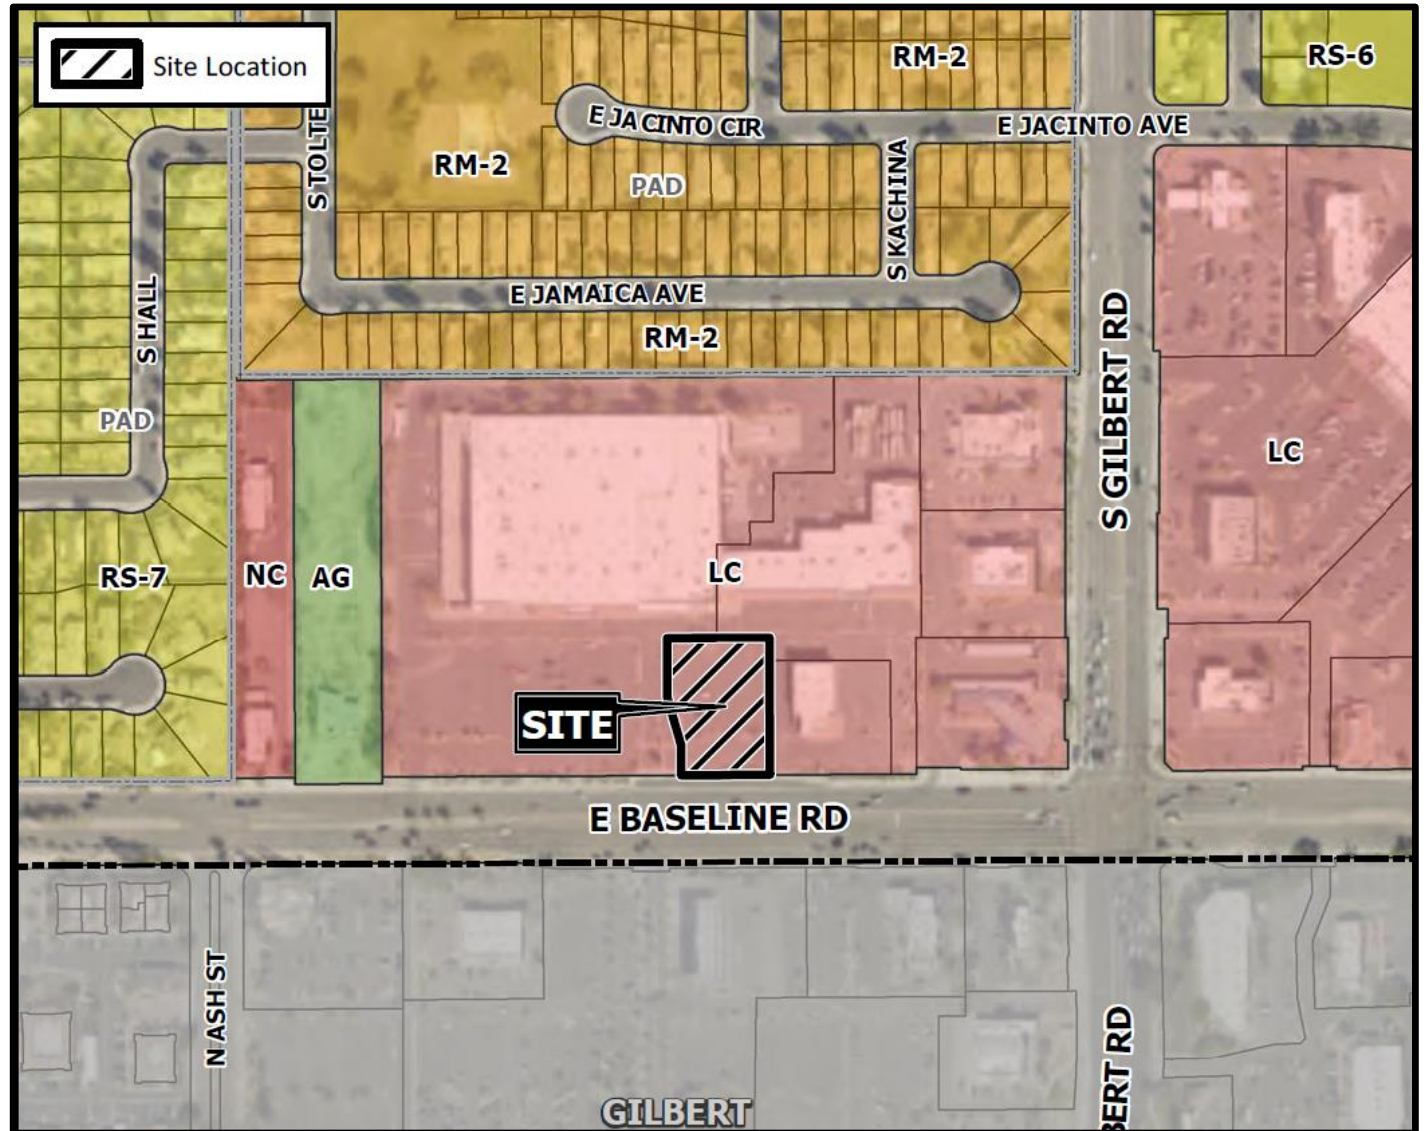 Site Location
RM-2
RS-6
E JACINTO CIR
E JACINTO AVE
S TOLTE
RM-2
PAD
S KACHINA
S HALL
E JAMAICA AVE
RM-2
S GILBERT RD
PAD
LC
RS-7
NC
AG
LC
SITE
E BASELINE RD
N ASH ST
BERT RD
GILBERT